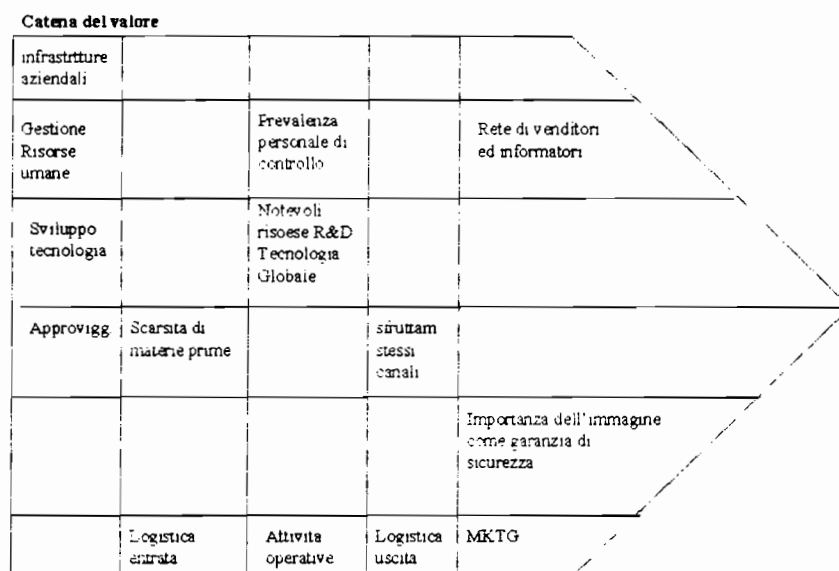 Catena del valore
infrastrtture
aziendali
Gestione
Risorse
umane
Prevalenza
personale di
controllo
Rete di venditori
ed informatori
Sviluppo
tecnologia
Notevoli
risoese R&D
Tecnologia
Globale
Approvigg.
Scarsita di
materie prime
sfruttam
stessi
canali
Importanza dell'immagine
come garanzia di
sicurezza
Logistica
entrata
Attivita
operative
Logistica
uscita
MKTG